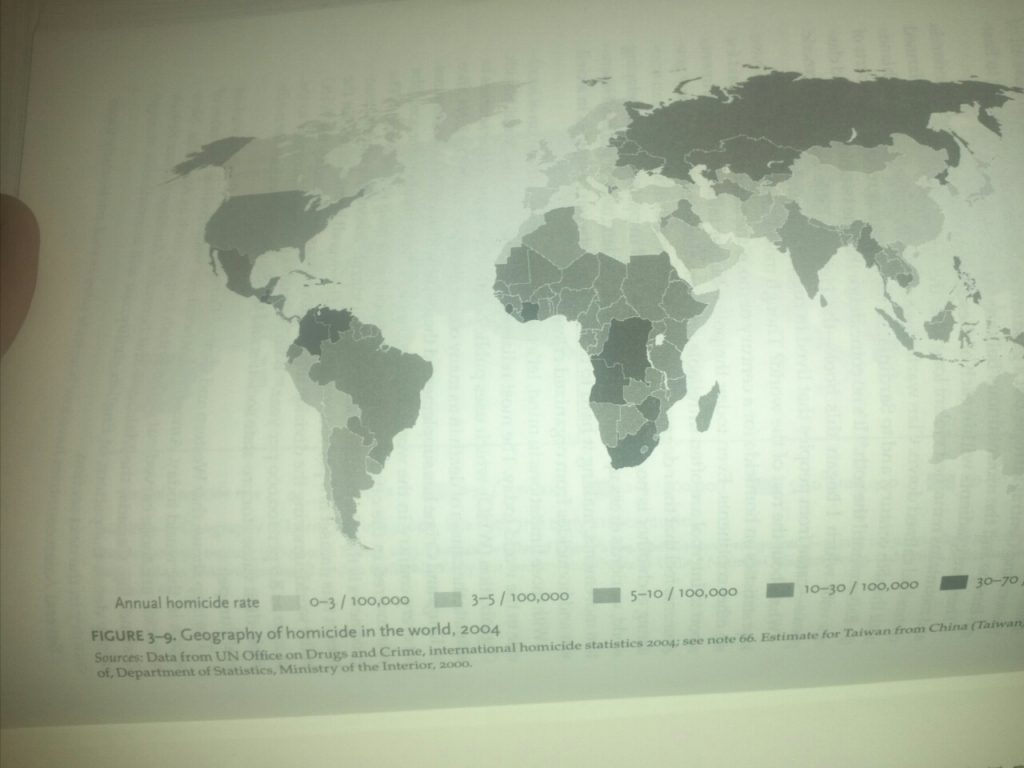 Annual homicide rate 0–3 / 100,000 3–5 / 100,000 5–10 / 100,000 10–30 / 100,000 30–70
FIGURE 3–9. Geography of homicide in the world, 2004
Sources: Data from UN Office on Drugs and Crime, international homicide statistics 2004; see note 66. Estimate for Taiwan from China (Taiwan,
of, Department of Statistics, Ministry of the Interior, 2000.